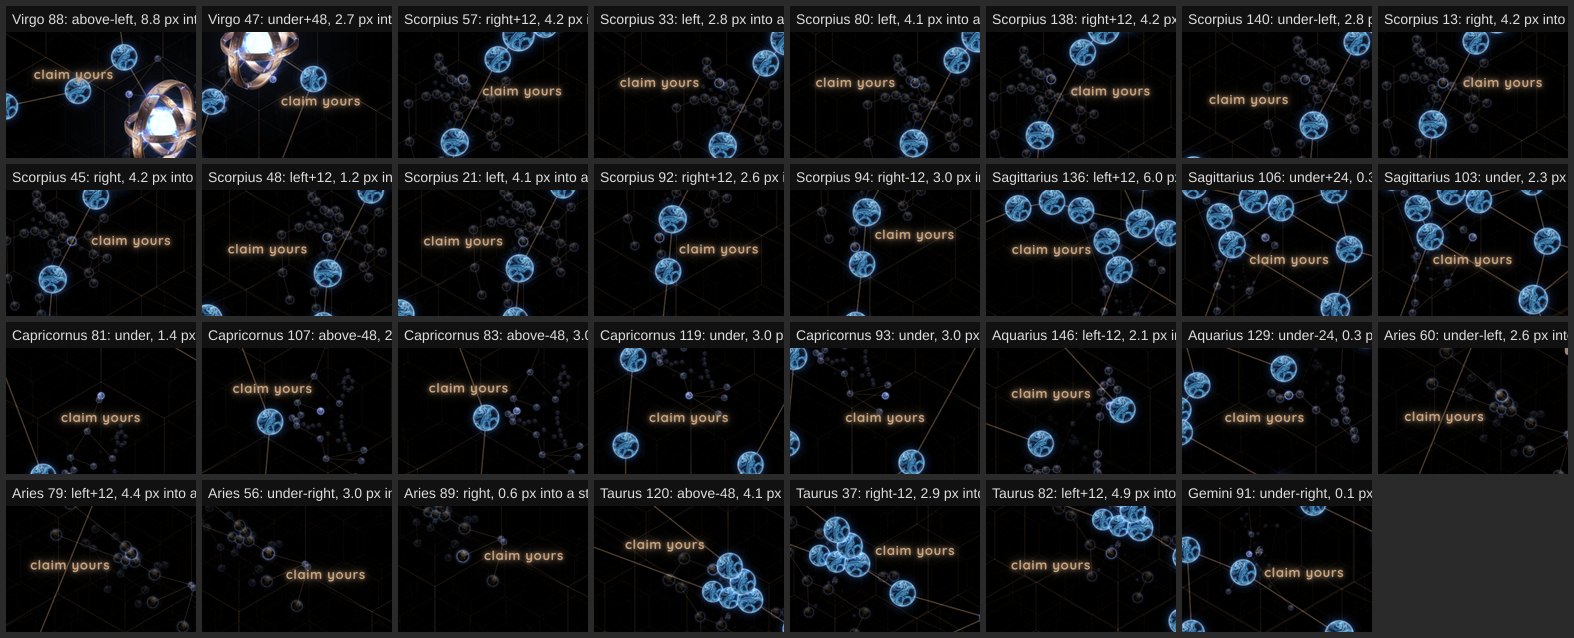 Virgo 88: above-left, 8.8 px int
Virgo 47: under+48, 2.7 px int
Scorpius 57: right+12, 4.2 px i
Scorpius 33: left, 2.8 px into a
Scorpius 80: left, 4.1 px into a
Scorpius 138: right+12, 4.2 px
Scorpius 140: under-left, 2.8 p
Scorpius 13: right, 4.2 px into
claim yours
claim yours
claim yours
claim yours
claim yours
claim yours
claim yours
claim yours
Scorpius 45: right, 4.2 px into
Scorpius 48: left+12, 1.2 px in
Scorpius 21: left, 4.1 px into a
Scorpius 92: right+12, 2.6 px i
Scorpius 94: right-12, 3.0 px i
Sagittarius 136: left+12, 6.0 p
Sagittarius 106: under+24, 0.3
Sagittarius 103: under, 2.3 px
claim yours
claim yours
claim yours
claim yours
claim yours
claim yours
claim yours
claim yours
Capricornus 81: under, 1.4 px
Capricornus 107: above-48, 2
Capricornus 83: above-48, 3.0
Capricornus 119: under, 3.0 p
Capricornus 93: under, 3.0 px
Aquarius 146: left-12, 2.1 px i
Aquarius 129: under-24, 0.3 p
Aries 60: under-left, 2.6 px int
claim yours
claim yours
claim yours
claim yours
claim yours
claim yours
claim yours
claim yours
Aries 79: left+12, 4.4 px into a
Aries 56: under-right, 3.0 px ir
Aries 89: right, 0.6 px into a st
Taurus 120: above-48, 4.1 px
Taurus 37: right-12, 2.9 px into
Taurus 82: left+12, 4.9 px into
Gemini 91: under-right, 0.1 px
claim yours
claim yours
claim yours
claim yours
claim yours
claim yours
claim yours